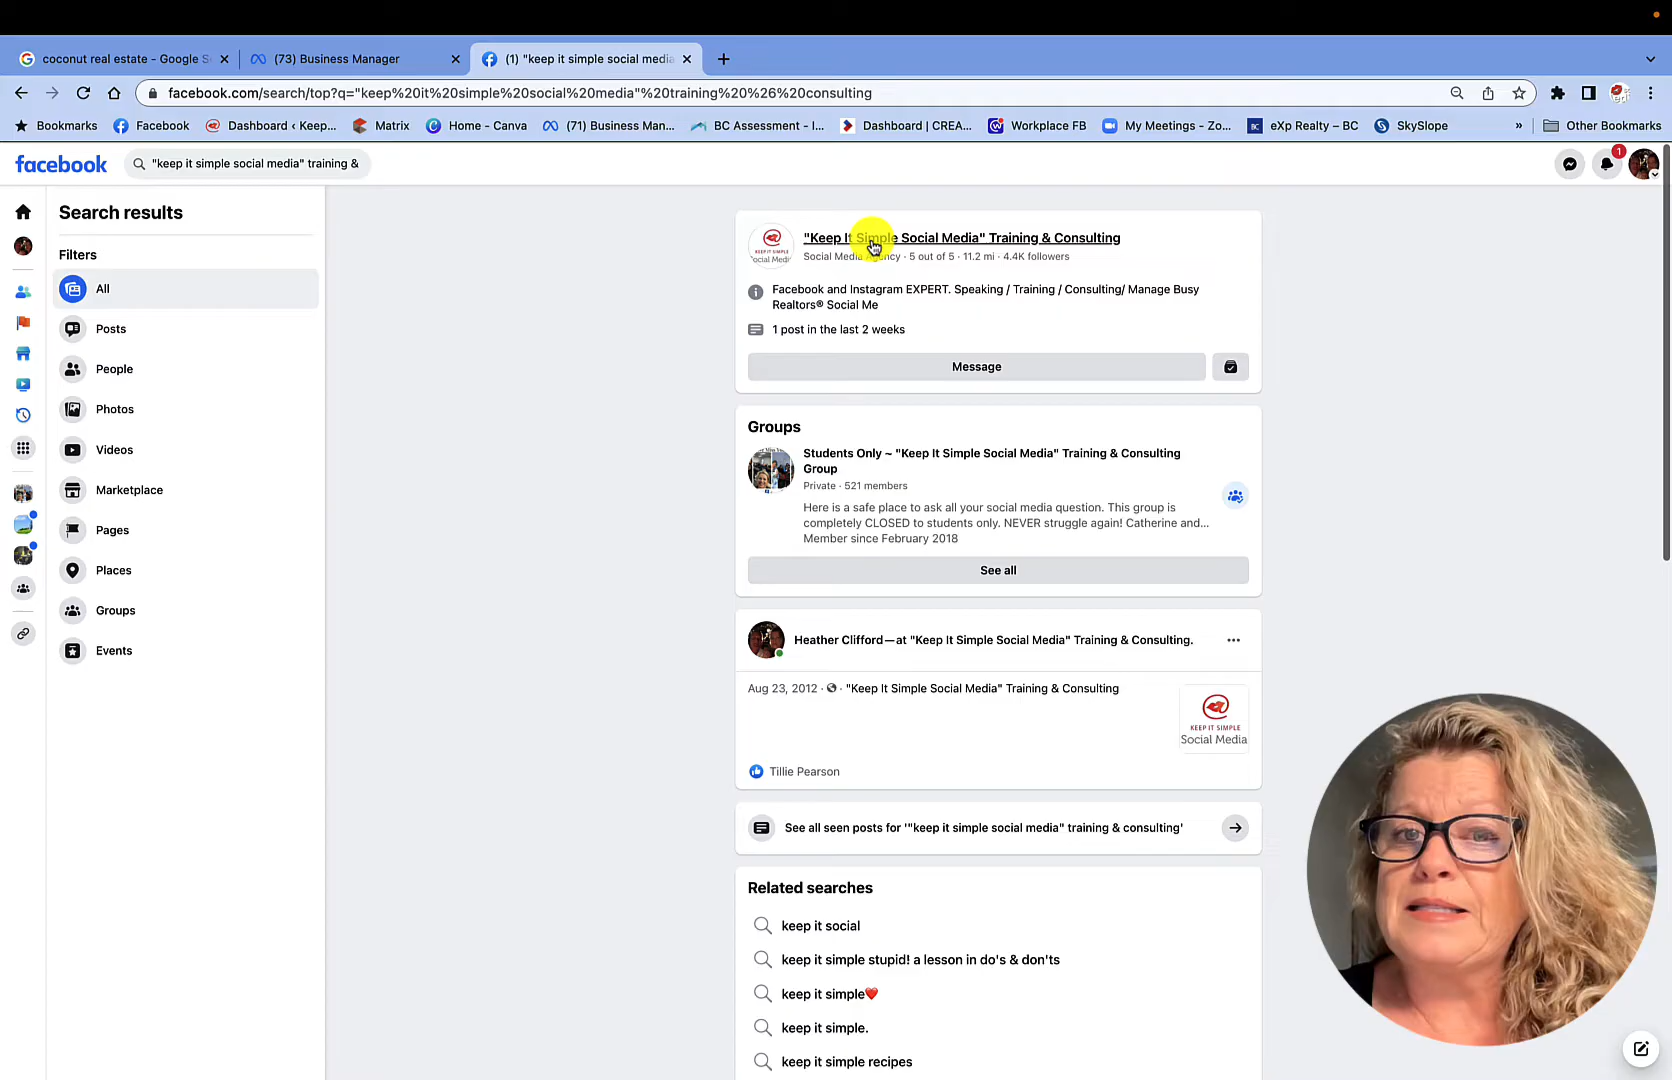 coconut real estate - Google S
(73) Business Manager
(1) "keep it simple social media
facebook.com/search/top?q="keep%20it%20simple%20social%20media"%20training%20%26%20consulting
Bookmarks
Facebook
Dashboard ‹ Keep...
Matrix
Home - Canva
(71) Business Man...
BC Assessment - I...
Dashboard | CREA...
Workplace FB
My Meetings - Zo...
eXp Realty – BC
SkySlope
»
Other Bookmarks
facebook
"keep it simple social media" training &
1
Search results
Filters
All
Posts
People
Photos
Videos
Marketplace
Pages
Places
Groups
Events
"Keep It Simple Social Media" Training & Consulting
Social Media Agency · 5 out of 5 · 11.2 mi · 4.4K followers
KEEP IT SIMPLE
Social Medi
Facebook and Instagram EXPERT. Speaking / Training / Consulting/ Manage Busy
Realtors® Social Me
1 post in the last 2 weeks
Message
Groups
Students Only ~ "Keep It Simple Social Media" Training & Consulting
Group
Private · 521 members
Here is a safe place to ask all your social media question. This group is
completely CLOSED to students only. NEVER struggle again! Catherine and...
Member since February 2018
See all
Heather Clifford—at "Keep It Simple Social Media" Training & Consulting.
Aug 23, 2012 · · "Keep It Simple Social Media" Training & Consulting
KEEP IT SIMPLE
Social Media
Tillie Pearson
See all seen posts for '"keep it simple social media" training & consulting'
Related searches
keep it social
keep it simple stupid! a lesson in do's & don'ts
keep it simple❤️
keep it simple.
keep it simple recipes